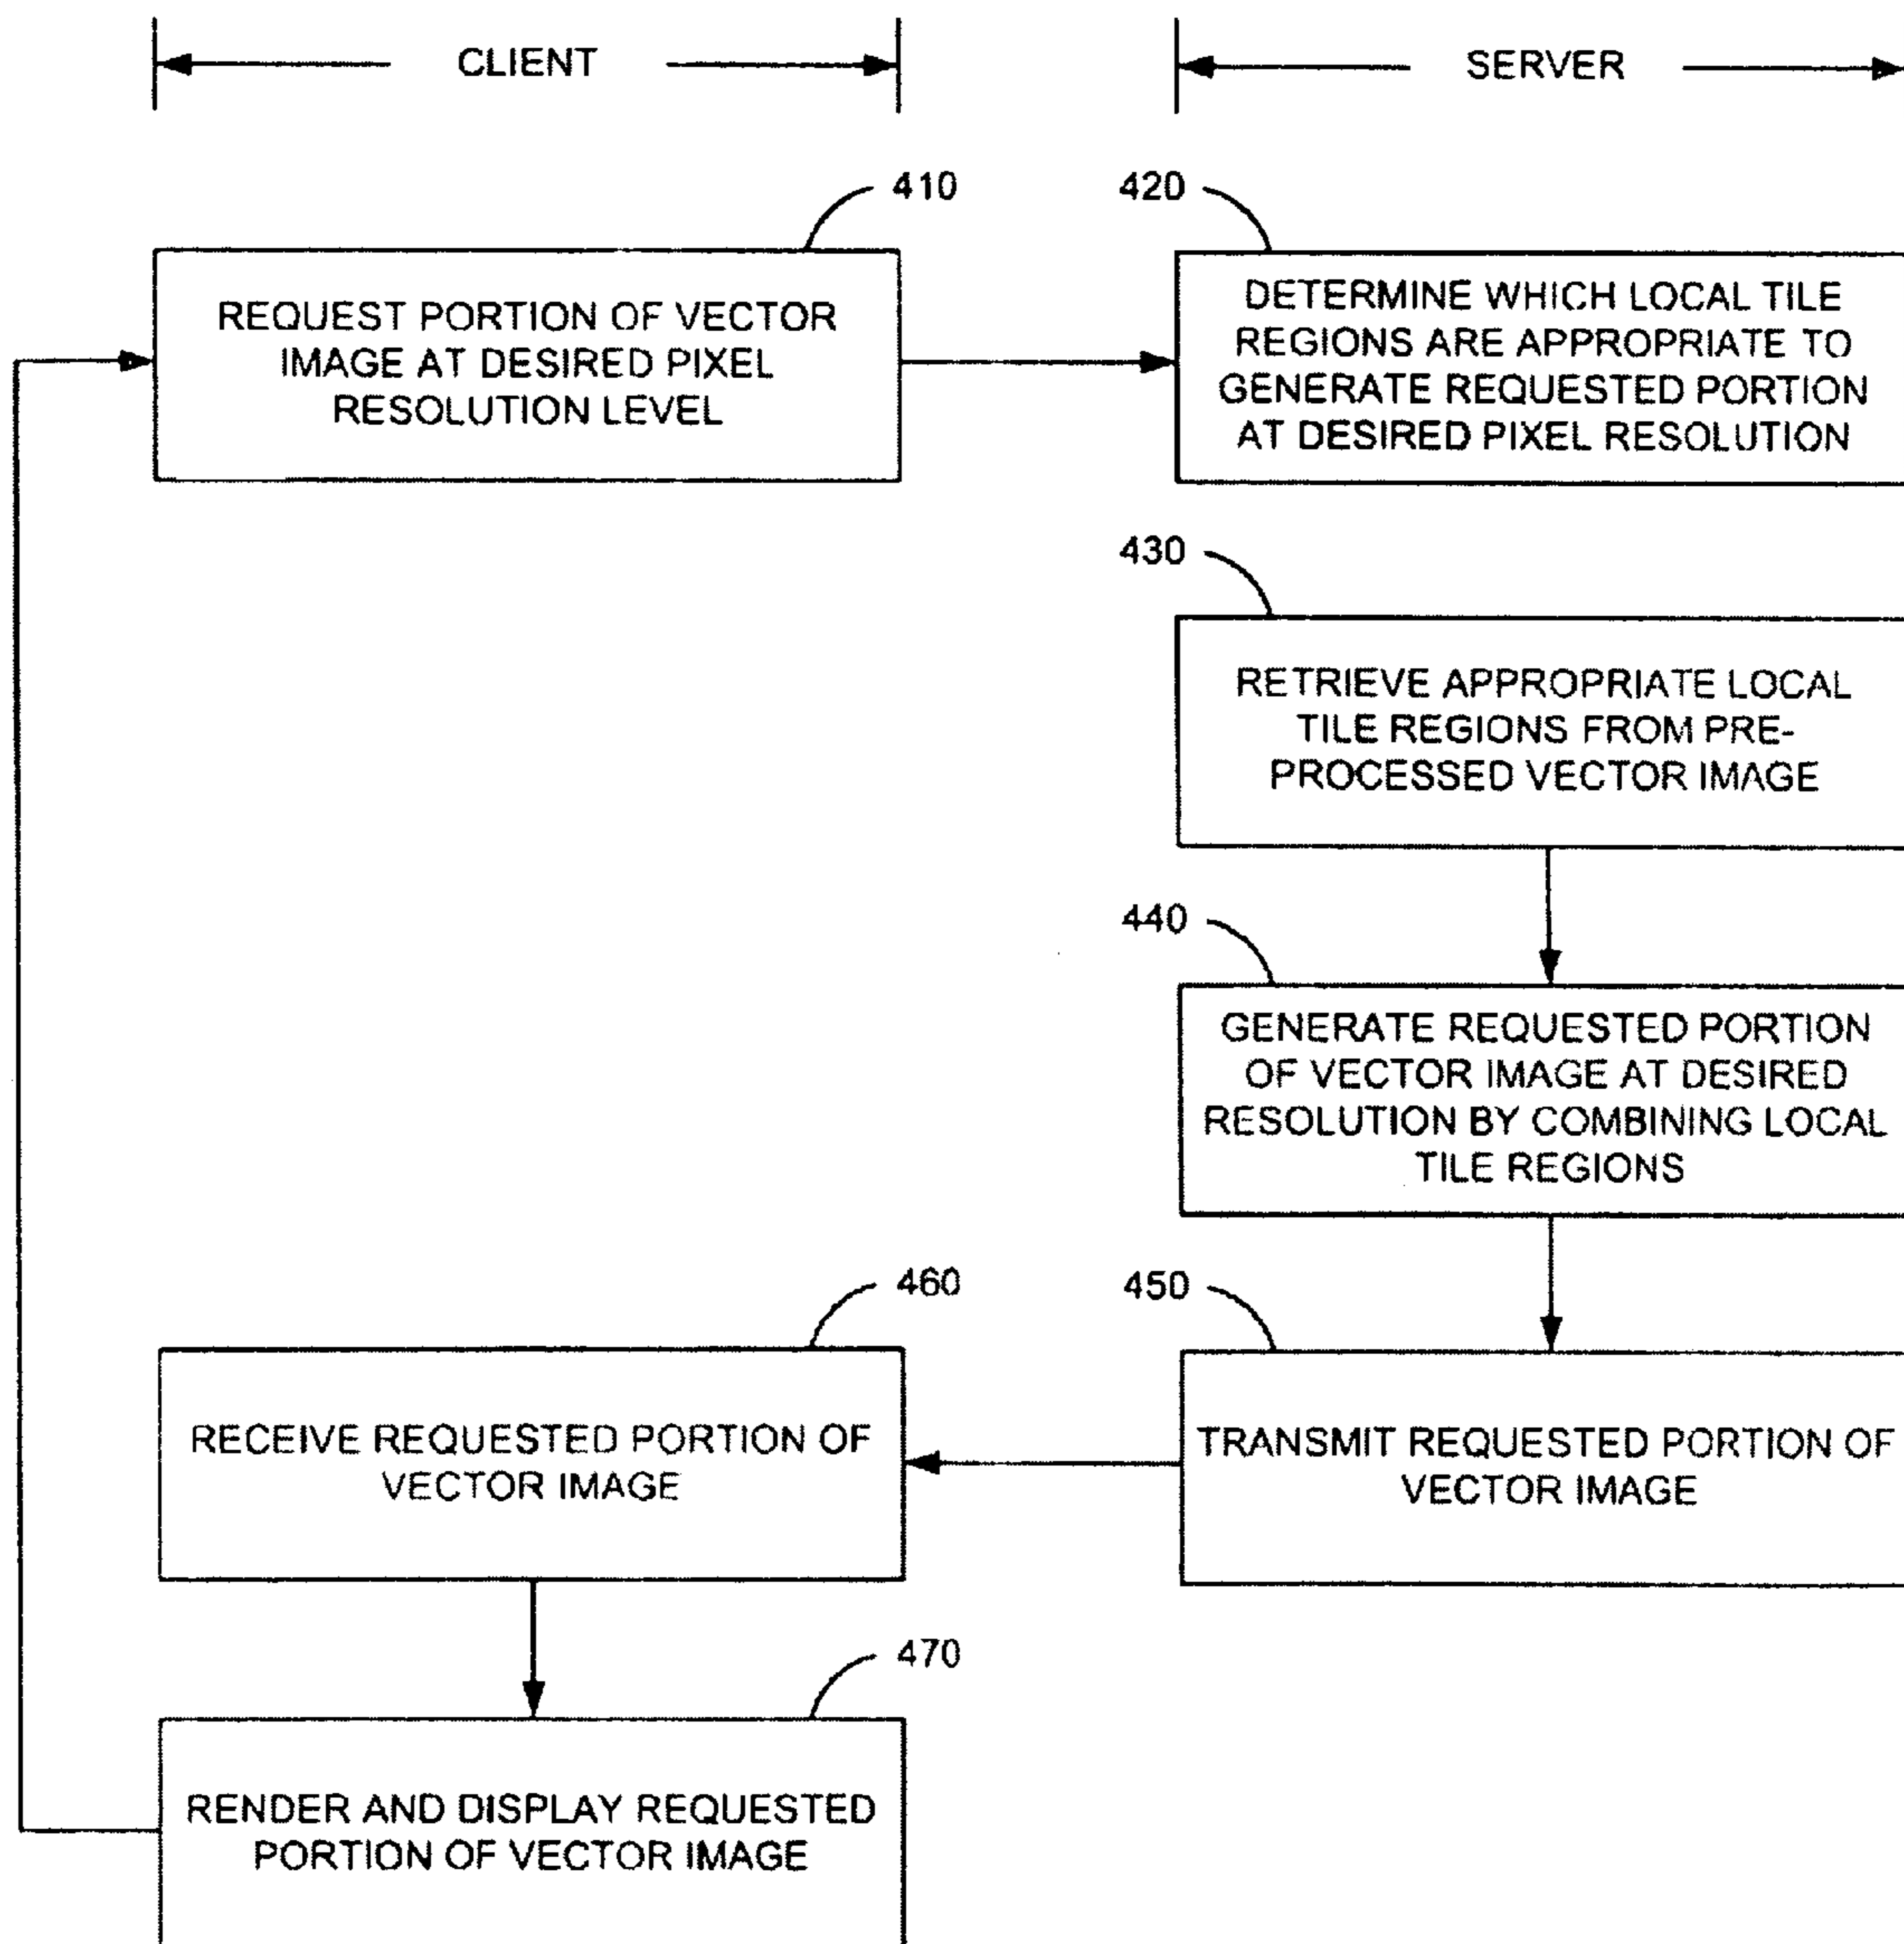 CLIENT
SERVER
410
420
REQUEST PORTION OF VECTOR
IMAGE AT DESIRED PIXEL
RESOLUTION LEVEL
DETERMINE WHICH LOCAL TILE
REGIONS ARE APPROPRIATE TO
GENERATE REQUESTED PORTION
AT DESIRED PIXEL RESOLUTION
430
RETRIEVE APPROPRIATE LOCAL
TILE REGIONS FROM PRE-
PROCESSED VECTOR IMAGE
440
GENERATE REQUESTED PORTION
OF VECTOR IMAGE AT DESIRED
RESOLUTION BY COMBINING LOCAL
TILE REGIONS
460
450
RECEIVE REQUESTED PORTION OF
VECTOR IMAGE
TRANSMIT REQUESTED PORTION OF
VECTOR IMAGE
470
RENDER AND DISPLAY REQUESTED
PORTION OF VECTOR IMAGE